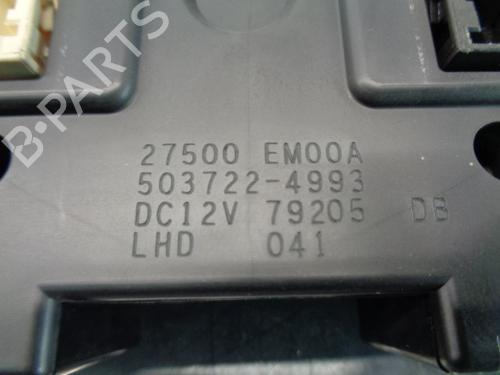 27500 EM00A
503722-4993
DC12V 79205 DB
LHD 041
B-PARTS